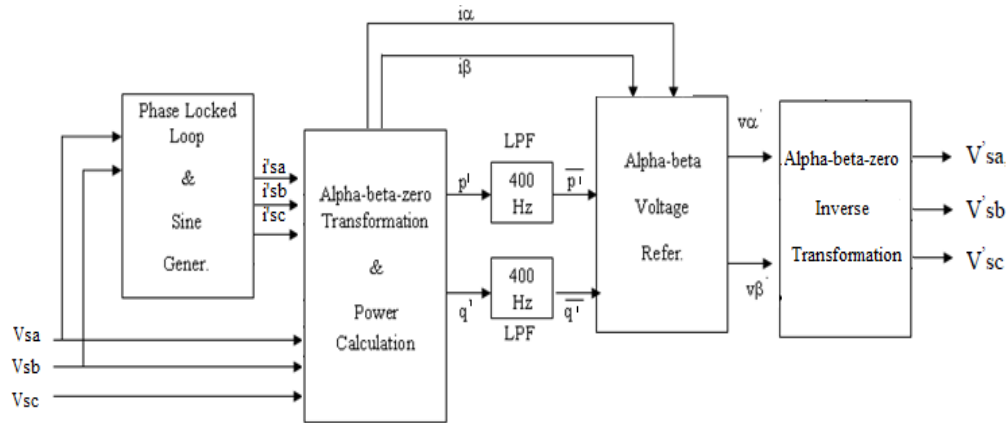 iα
iβ
Phase Locked
Loop
&
Sine
Gener.
i'sa
i'sb
i'sc
Alpha-beta-zero
Transformation
&
Power
Calculation
p'
q'
LPF
400
Hz
400
Hz
LPF
p'
q'
Alpha-beta
Voltage
Refer.
vα'
vβ'
Alpha-beta-zero
Inverse
Transformation
V'sa
V'sb
V'sc
Vsa
Vsb
Vsc